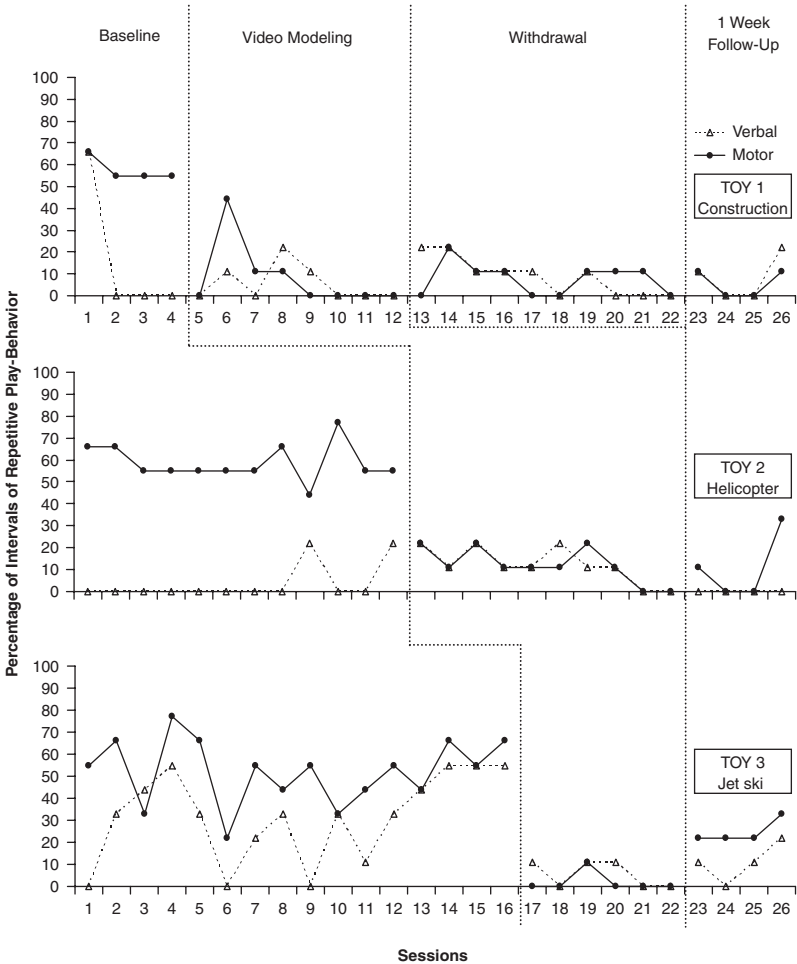 Baseline
Video Modeling
Withdrawal
1 Week
Follow-Up
Percentage of Intervals of Repetitive Play-Behavior
100
90
80
70
60
50
40
30
20
10
0
Verbal
Motor
TOY 1
Construction
1 2 3 4 5 6 7 8 9 10 11 12 13 14 15 16 17 18 19 20 21 22 23 24 25 26
100
90
80
70
60
50
40
30
20
10
0
TOY 2
Helicopter
1 2 3 4 5 6 7 8 9 10 11 12 13 14 15 16 17 18 19 20 21 22 23 24 25 26
100
90
80
70
60
50
40
30
20
10
0
TOY 3
Jet ski
1 2 3 4 5 6 7 8 9 10 11 12 13 14 15 16 17 18 19 20 21 22 23 24 25 26
Sessions